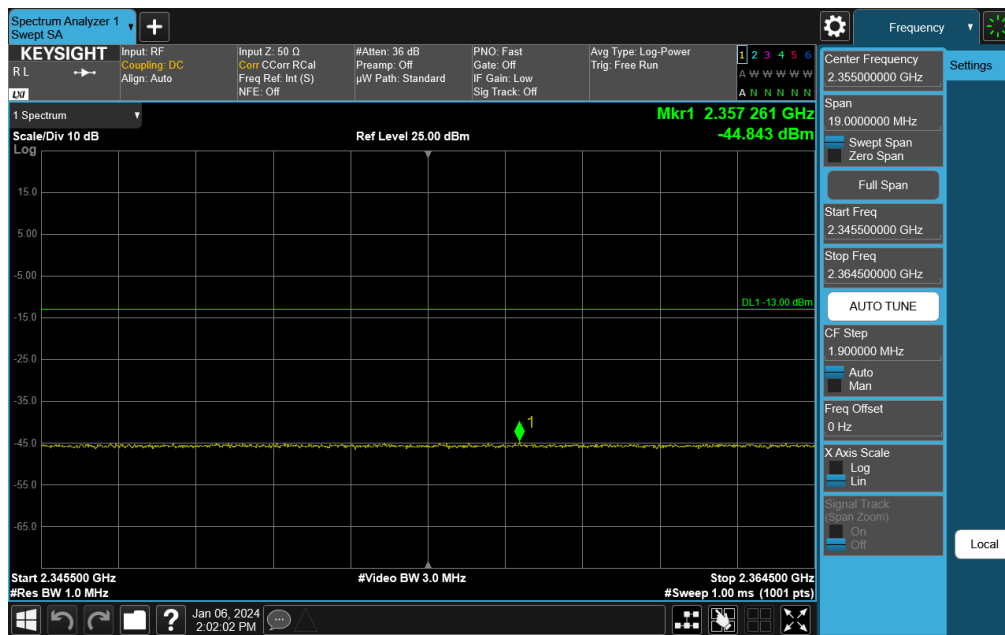 Spectrum Analyzer 1
Swept SA
+
Frequency
KEYSIGHT
R L
LXI
Input: RF
Coupling: DC
Align: Auto
Input Z: 50 Ω
Corr CCorr RCal
Freq Ref: Int (S)
NFE: Off
#Atten: 36 dB
Preamp: Off
µW Path: Standard
PNO: Fast
Gate: Off
IF Gain: Low
Sig Track: Off
Avg Type: Log-Power
Trig: Free Run
1 2 3 4 5 6
A W W W W W
A N N N N N
1 Spectrum
Scale/Div 10 dB
Log
Ref Level 25.00 dBm
Mkr1 2.357 261 GHz
-44.843 dBm
15.0
5.00
-5.00
DL1 -13.00 dBm
-15.0
-25.0
-35.0
1
-45.0
-55.0
-65.0
Start 2.345500 GHz
#Video BW 3.0 MHz
Stop 2.364500 GHz
#Res BW 1.0 MHz
#Sweep 1.00 ms (1001 pts)
?
Jan 06, 2024
2:02:02 PM
Center Frequency
2.355000000 GHz
Settings
Span
19.0000000 MHz
Swept Span
Zero Span
Full Span
Start Freq
2.345500000 GHz
Stop Freq
2.364500000 GHz
AUTO TUNE
CF Step
1.900000 MHz
Auto
Man
Freq Offset
0 Hz
X Axis Scale
Log
Lin
Signal Track
(Span Zoom)
On
Off
Local